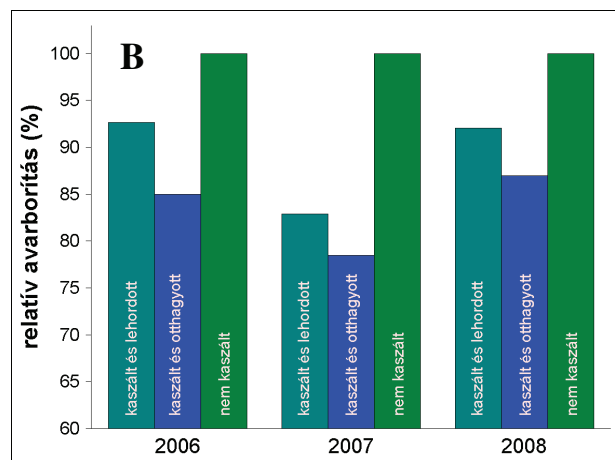 B
relatív avarborítás (%)
100
95
90
85
80
75
70
65
60
kaszált és lehordott
kaszált és otthagyott
nem kaszált
kaszált és lehordott
kaszált és otthagyott
nem kaszált
kaszált és lehordott
kaszált és otthagyott
nem kaszált
2006
2007
2008